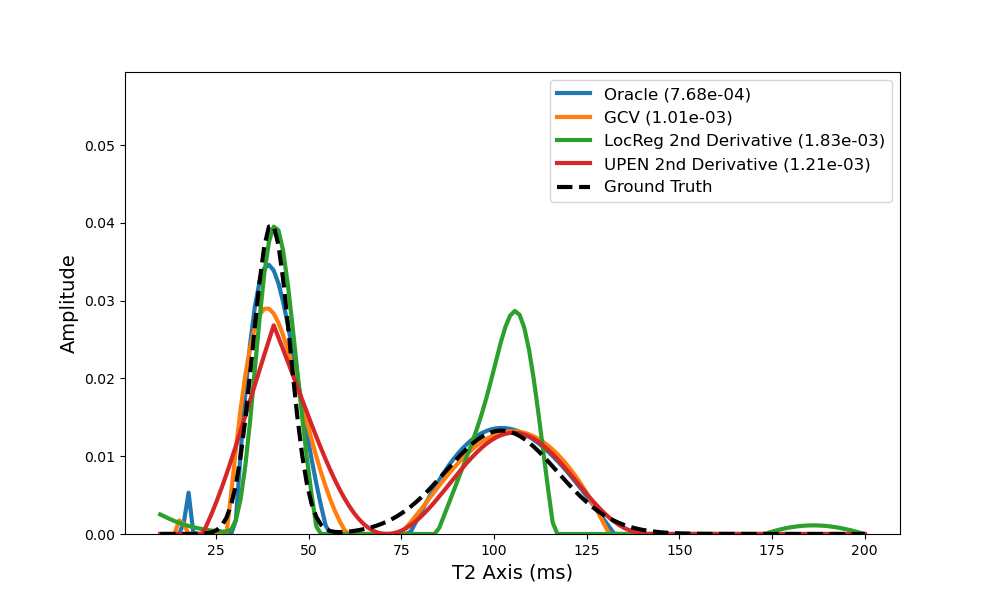 Oracle (7.68e-04)
GCV (1.01e-03)
LocReg 2nd Derivative (1.83e-03)
UPEN 2nd Derivative (1.21e-03)
Ground Truth
Amplitude
0.05
0.04
0.03
0.02
0.01
0.00
25 50 75 100 125 150 175 200
T2 Axis (ms)